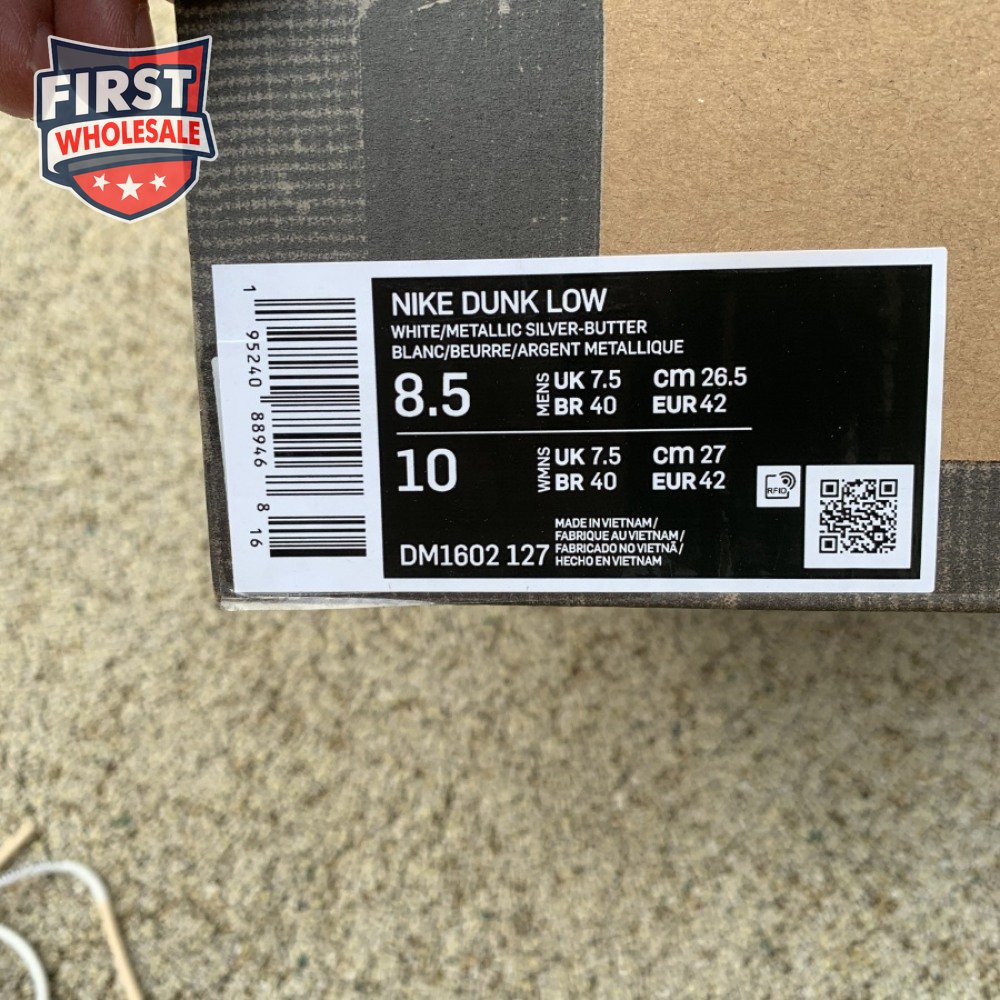 FIRST
WHOLESALE
NIKE DUNK LOW
WHITE/METALLIC SILVER-BUTTER
BLANC/BEURRE/ARGENT METALLIQUE
8.5 MENS UK 7.5 cm 26.5
BR 40 EUR 42
10 WMNS UK 7.5 cm 27
BR 40 EUR 42
RFID
DM1602 127
MADE IN VIETNAM /
FABRIQUE AU VIETNAM /
FABRICADO NO VIETNÃ /
HECHO EN VIETNAM
1 95240 88946 8 16